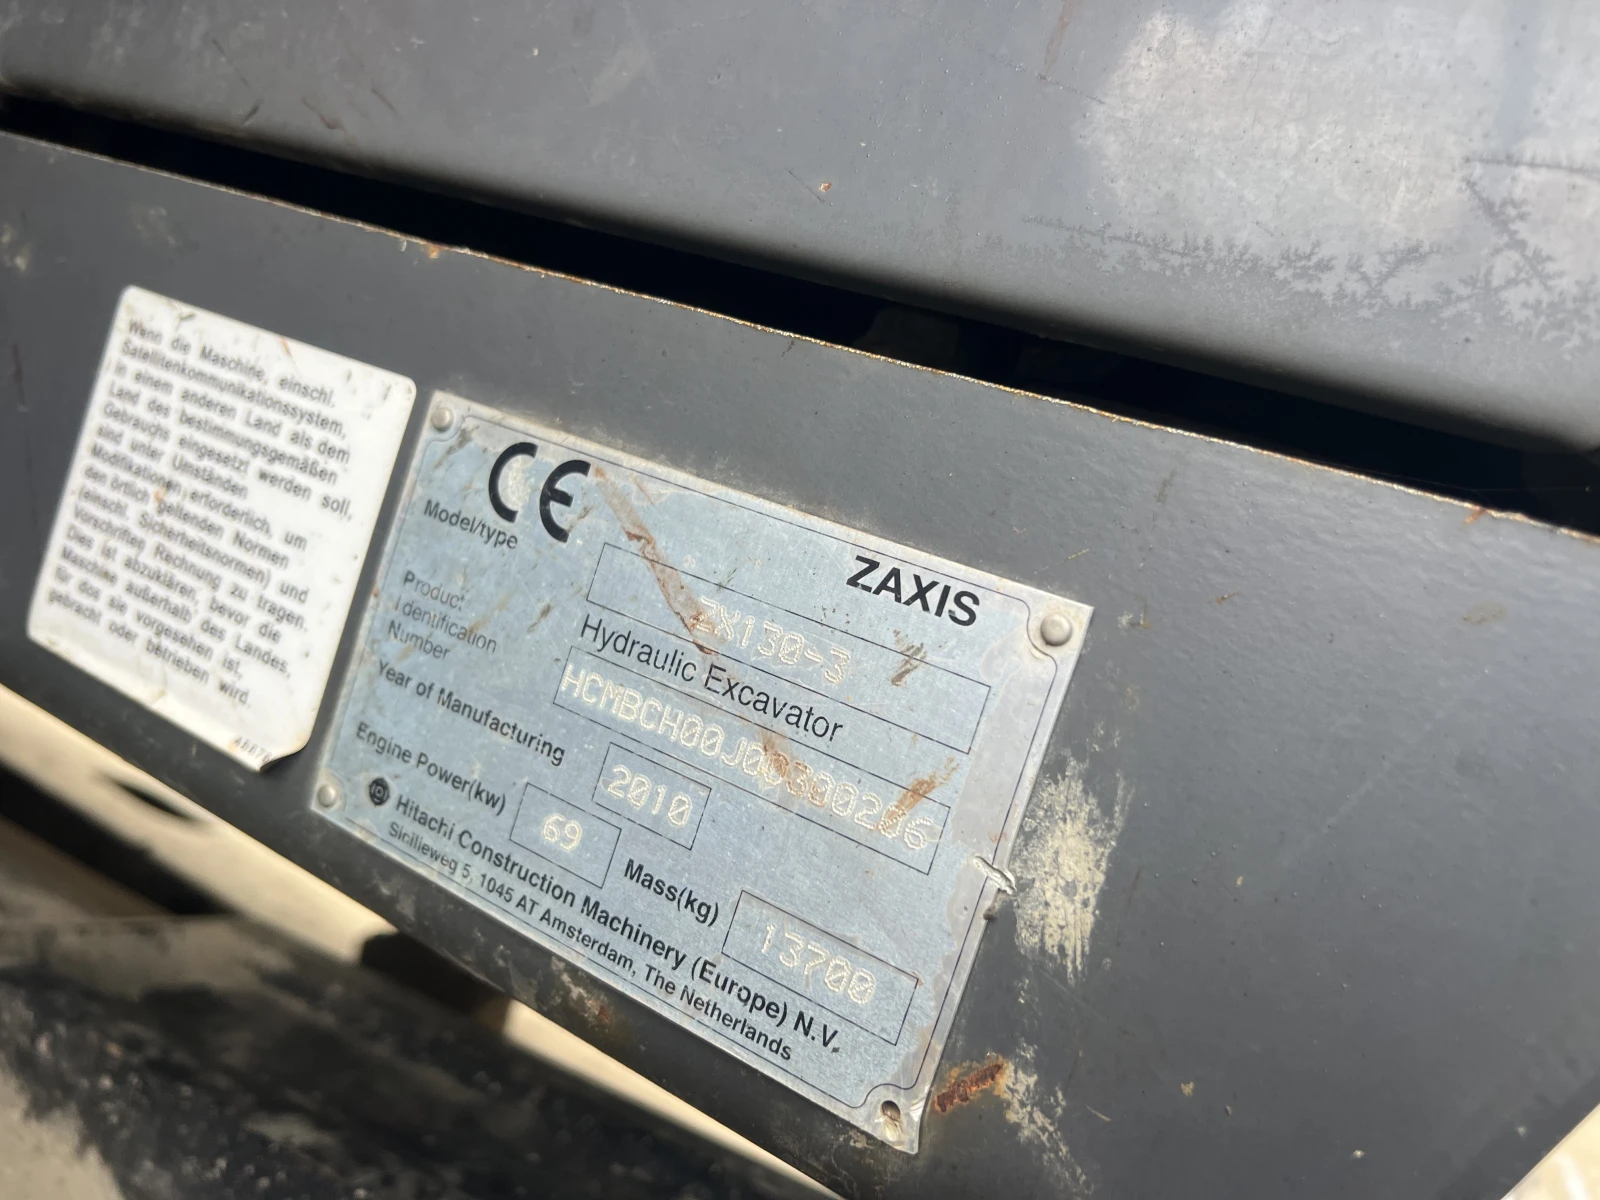 Wenn die Maschine, einschl.
Satellitenkommunikationssystem,
in einem anderen Land als dem
Land des bestimmungsgemäßen
Gebrauchs eingesetzt werden soll,
sind unter Umständen
Modifikationen erforderlich, um
den örtlich geltenden Normen
(einschl. Sicherheitsnormen) und
Vorschriften Rechnung zu tragen.
Dies ist abzuklären, bevor die
Maschine außerhalb des Landes,
für das sie vorgesehen ist,
gebracht oder betrieben wird.
CE
ZAXIS
Model/type
ZX130-3
Hydraulic Excavator
Product
Identification
Number
HCMBCH00J00300206
Year of Manufacturing
2010
Engine Power(kw)
69
Mass(kg)
13700
Hitachi Construction Machinery (Europe) N.V.
Sicilieweg 5, 1045 AT Amsterdam, The Netherlands